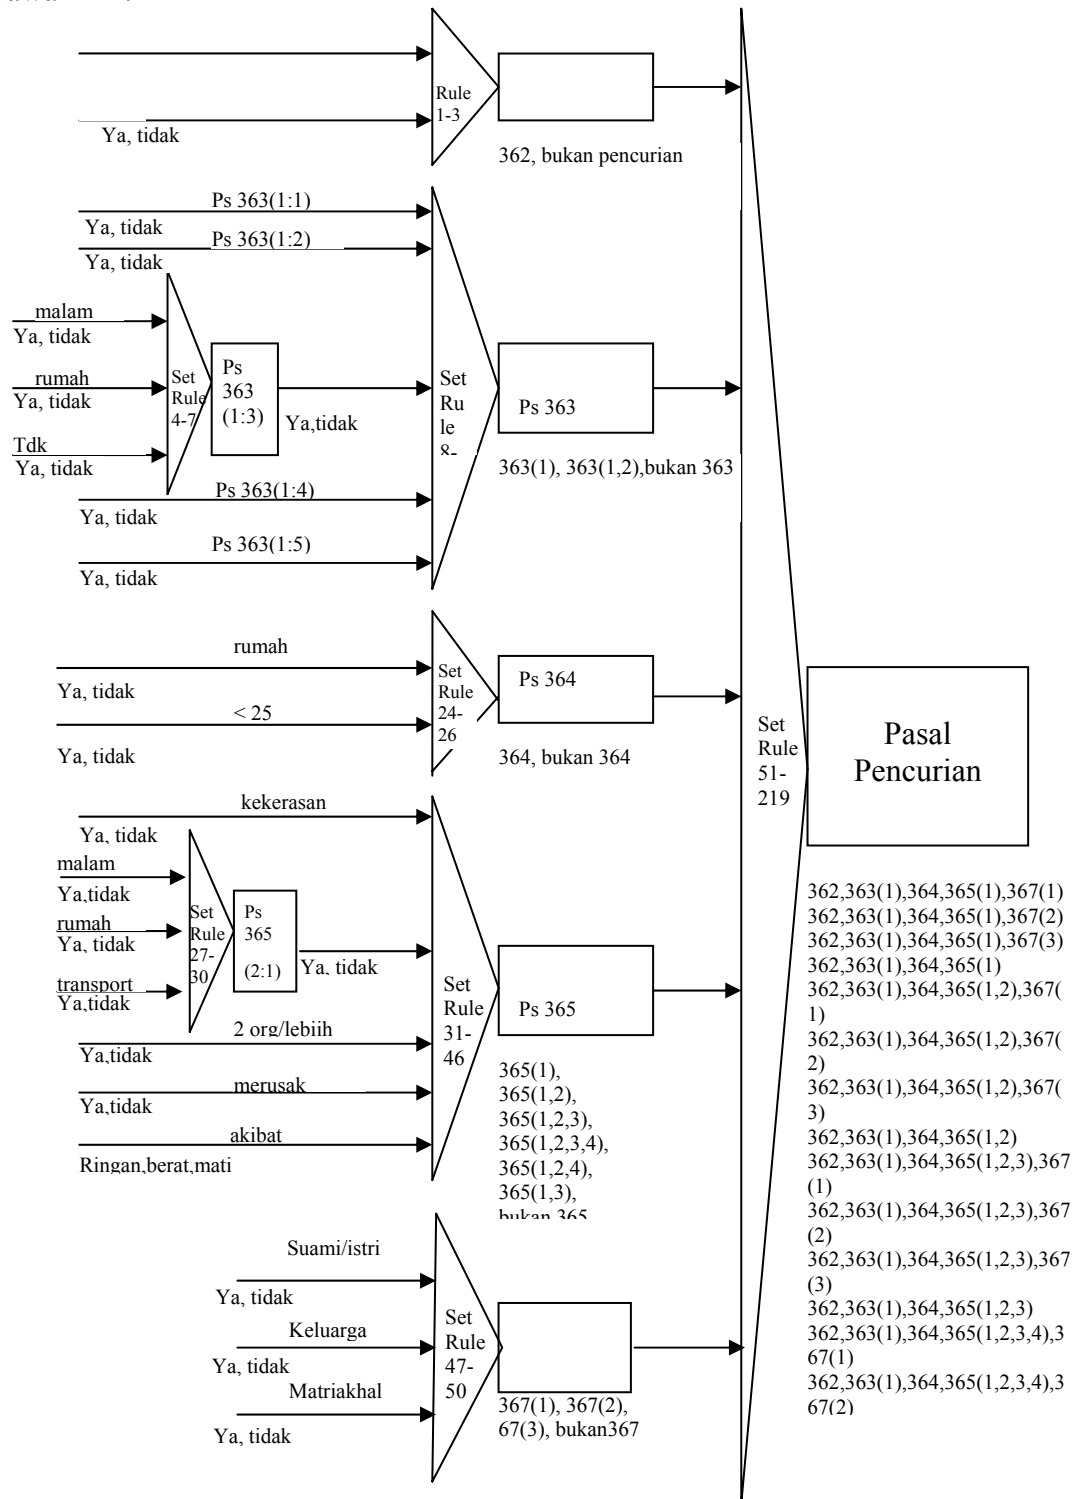 Rule
1-3
Ya, tidak
362, bukan pencurian
Ps 363(1:1)
Ya, tidak
Ps 363(1:2)
Ya, tidak
malam
Ya, tidak
rumah
Ya, tidak
Tdk
Ya, tidak
Set
Rule
4-7
Ps
363
(1:3)
Ya,tidak
Ps 363(1:4)
Ya, tidak
Ps 363(1:5)
Ya, tidak
Set
Ru
le
8-
Ps 363
363(1), 363(1,2),bukan 363
rumah
Ya, tidak
< 25
Ya, tidak
Set
Rule
24-
26
Ps 364
364, bukan 364
kekerasan
Ya, tidak
malam
Ya,tidak
rumah
Ya, tidak
transport
Ya,tidak
Set
Rule
27-
30
Ps
365
(2:1)
Ya, tidak
2 org/lebiih
Ya,tidak
merusak
Ya,tidak
akibat
Ringan,berat,mati
Set
Rule
31-
46
Ps 365
365(1),
365(1,2),
365(1,2,3),
365(1,2,3,4),
365(1,2,4),
365(1,3),
bukan 365
Suami/istri
Ya, tidak
Keluarga
Ya, tidak
Matriakhal
Ya, tidak
Set
Rule
47-
50
367(1), 367(2),
67(3), bukan367
Set
Rule
51-
219
Pasal
Pencurian
362,363(1),364,365(1),367(1)
362,363(1),364,365(1),367(2)
362,363(1),364,365(1),367(3)
362,363(1),364,365(1)
362,363(1),364,365(1,2),367(
1)
362,363(1),364,365(1,2),367(
2)
362,363(1),364,365(1,2),367(
3)
362,363(1),364,365(1,2)
362,363(1),364,365(1,2,3),367
(1)
362,363(1),364,365(1,2,3),367
(2)
362,363(1),364,365(1,2,3),367
(3)
362,363(1),364,365(1,2,3)
362,363(1),364,365(1,2,3,4),3
67(1)
362,363(1),364,365(1,2,3,4),3
67(2)